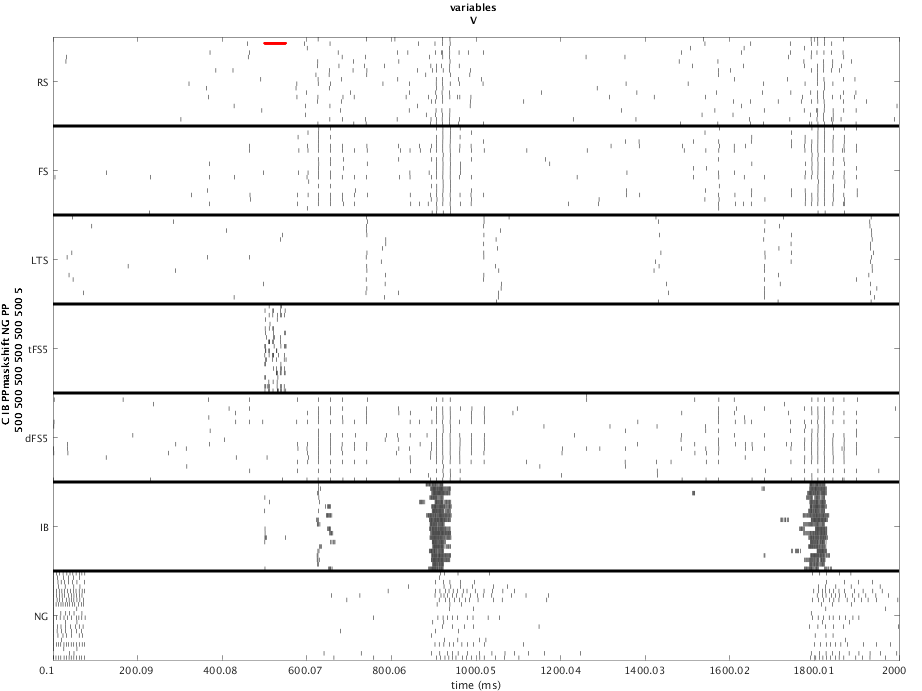 variables
V
RS
FS
LTS
tFS5
dFS5
IB
NG
C IB PPmaskshift NG PP
500 500 500 500 500 500 5
0.1 200.09 400.08 600.07 800.06 1000.05 1200.04 1400.03 1600.02 1800.01 2000
time (ms)